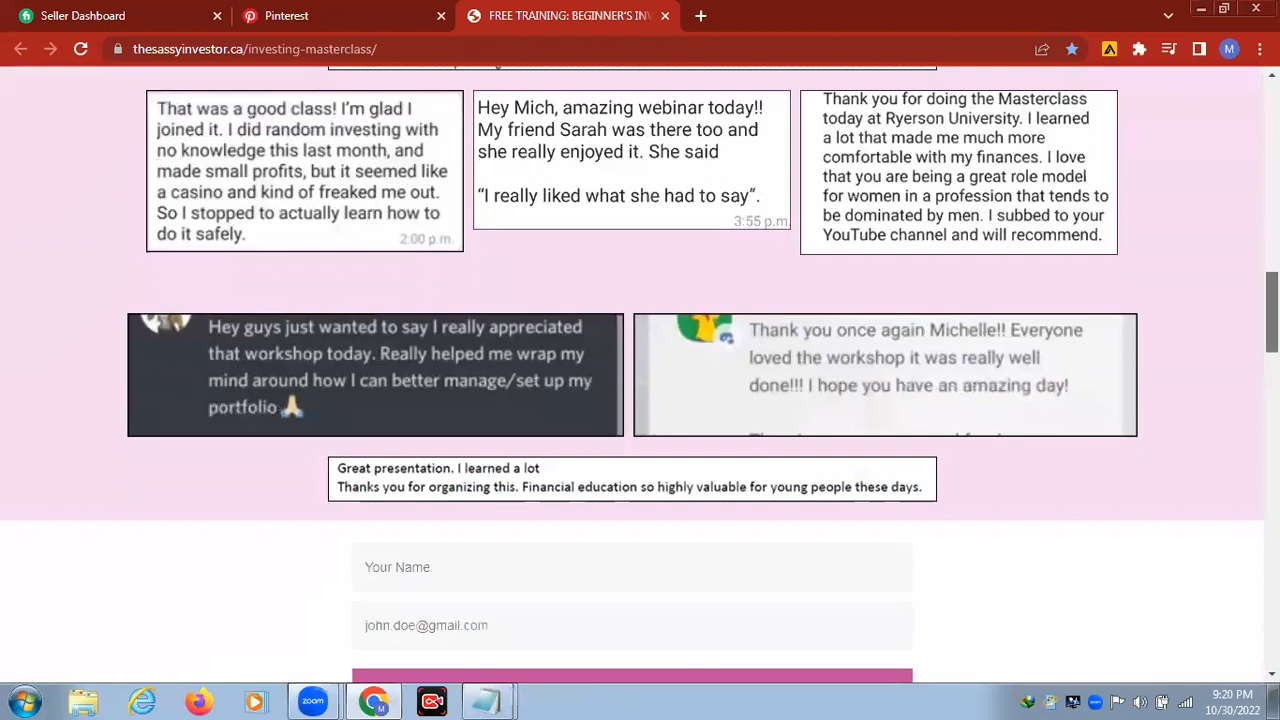 Seller Dashboard
Pinterest
FREE TRAINING: BEGINNER'S INV
thesassyinvestor.ca/investing-masterclass/
M
That was a good class! I'm glad I
joined it. I did random investing with
no knowledge this last month, and
made small profits, but it seemed like
a casino and kind of freaked me out.
So I stopped to actually learn how to
do it safely.
2:00 p.m.
Hey Mich, amazing webinar today!!
My friend Sarah was there too and
she really enjoyed it. She said
“I really liked what she had to say”.
3:55 p.m.
Thank you for doing the Masterclass
today at Ryerson University. I learned
a lot that made me much more
comfortable with my finances. I love
that you are being a great role model
for women in a profession that tends to
be dominated by men. I subbed to your
YouTube channel and will recommend.
Hey guys just wanted to say I really appreciated
that workshop today. Really helped me wrap my
mind around how I can better manage/set up my
portfolio
Thank you once again Michelle!! Everyone
loved the workshop it was really well
done!!! I hope you have an amazing day!
Great presentation. I learned a lot
Thanks you for organizing this. Financial education so highly valuable for young people these days.
Your Name
john.doe@gmail.com
zoom
M
9:20 PM
10/30/2022